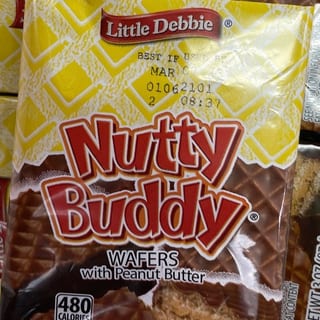 Little Debbie®
BEST IF USED BY
MAR
01062101
2 08:37
Nutty
Buddy®
WAFERS
with Peanut Butter
480
CALORIES